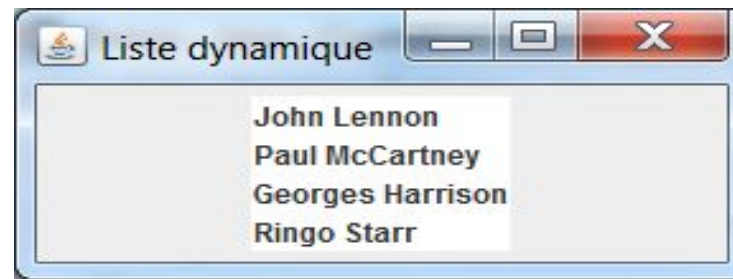 Liste dynamique
John Lennon
Paul McCartney
Georges Harrison
Ringo Starr